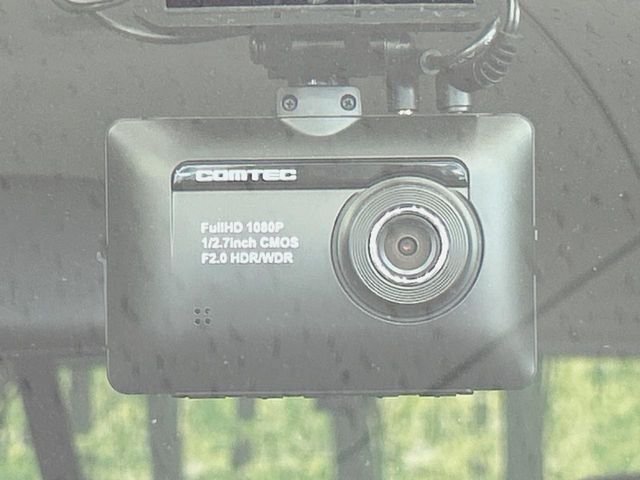 COMTEC
FullHD 1080P
1/2.7inch CMOS
F2.0 HDR/WDR